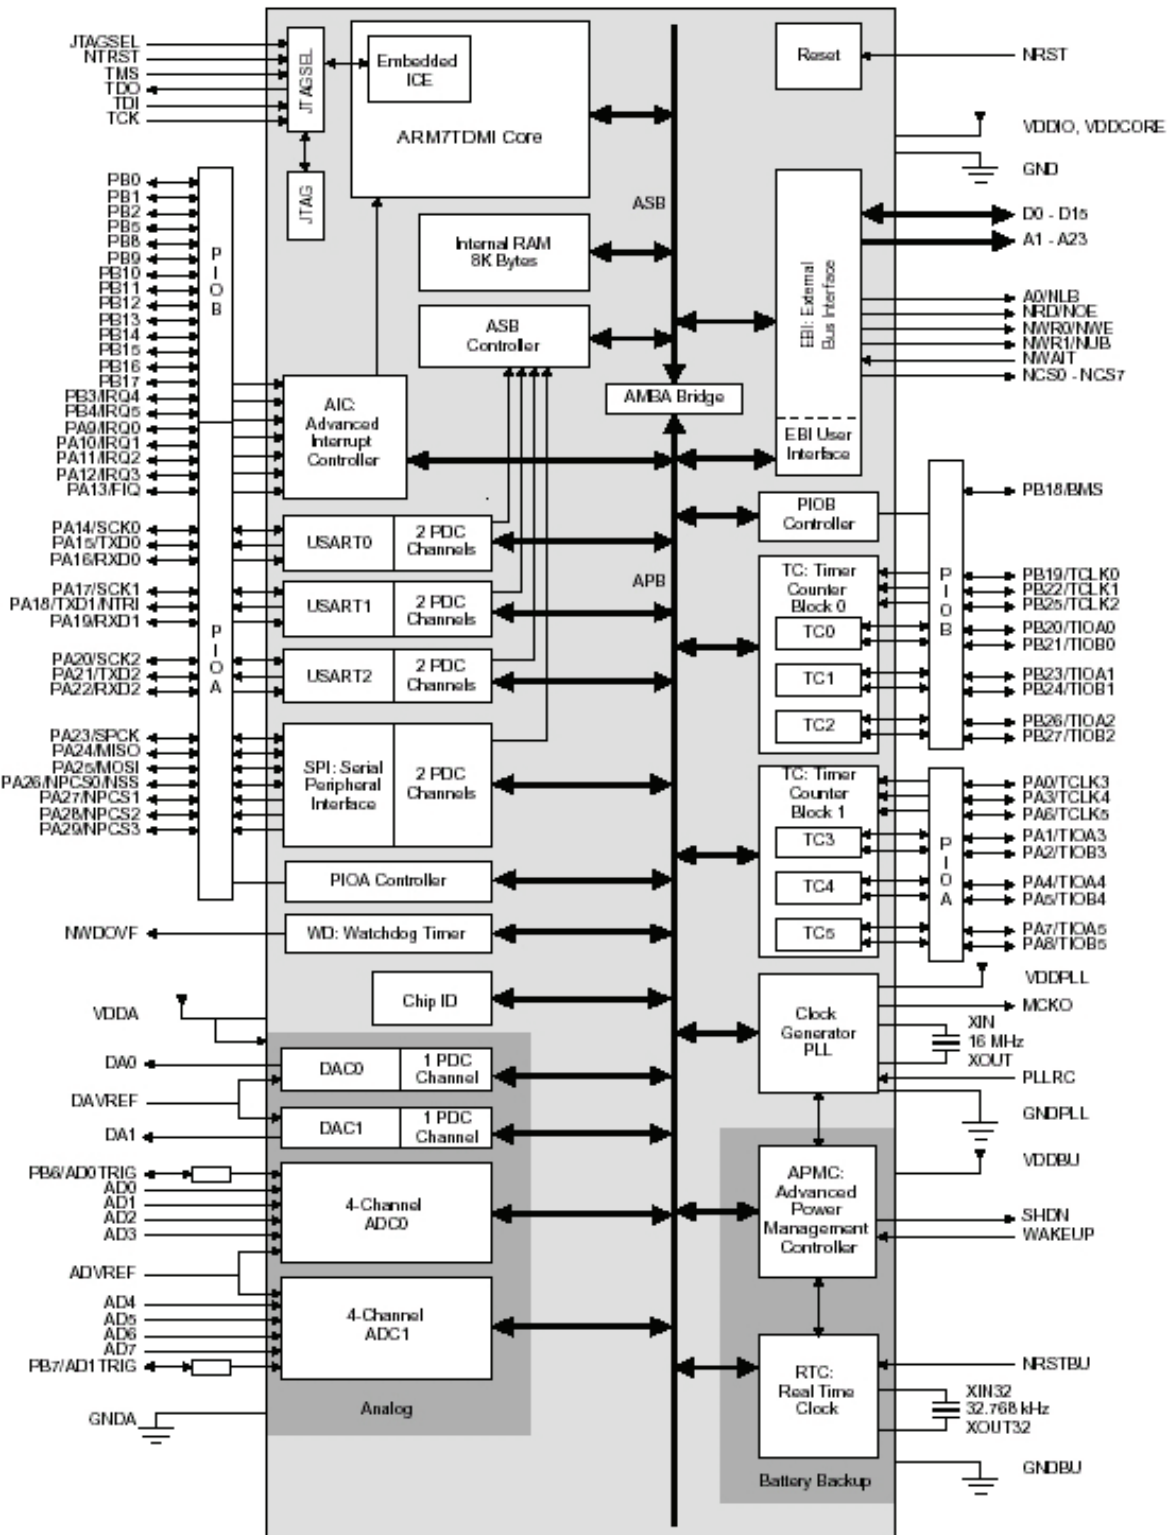 JTAGSEL
NTRST
TMS
TDO
TDI
TCK
JTAGSEL
Embedded
ICE
ARM7TDMI Core
JTAG
Reset
NRST
VDDIO, VDDCORE
GND
ASB
D0 - D15
A1 - A23
EBI: External
Bus Interface
A0/NLB
NRD/NOE
NWR0/NWE
NWR1/NUB
NWAIT
NCS0 - NCS7
EBI User
Interface
PB0
PB1
PB2
PB5
PB8
PB9
PB10
PB11
PB12
PB13
PB14
PB15
PB16
PB17
PB3/IRQ4
PB4/IRQ5
PA9/IRQ0
PA10/IRQ1
PA11/IRQ2
PA12/IRQ3
PA13/FIQ
PIOB
Internal RAM
8K Bytes
ASB
Controller
AMBA Bridge
AIC:
Advanced
Interrupt
Controller
PA14/SCK0
PA15/TXD0
PA16/RXD0
USART0
2 PDC
Channels
PA17/SCK1
PA18/TXD1/NTRI
PA19/RXD1
USART1
2 PDC
Channels
PIOA
PA20/SCK2
PA21/TXD2
PA22/RXD2
USART2
2 PDC
Channels
PA23/SPCK
PA24/MISO
PA25/MOSI
PA26/NPCS0/NSS
PA27/NPCS1
PA28/NPCS2
PA29/NPCS3
SPI: Serial
Peripheral
Interface
2 PDC
Channels
PIOA Controller
NWDOVF
WD: Watchdog Timer
Chip ID
APB
PIOB
Controller
PB18/BMS
PIOB
TC: Timer
Counter
Block 0
TC0
TC1
TC2
PB19/TCLK0
PB22/TCLK1
PB25/TCLK2
PB20/TIOA0
PB21/TIOB0
PB23/TIOA1
PB24/TIOB1
PB26/TIOA2
PB27/TIOB2
TC: Timer
Counter
Block 1
TC3
TC4
TC5
PIOA
PA0/TCLK3
PA3/TCLK4
PA6/TCLK5
PA1/TIOA3
PA2/TIOB3
PA4/TIOA4
PA5/TIOB4
PA7/TIOA5
PA8/TIOB5
Clock
Generator
PLL
VDDPLL
MCKO
XIN
16 MHz
XOUT
PLLRC
GNDPLL
VDDA
DA0
DAVREF
DA1
DAC0
1 PDC
Channel
DAC1
1 PDC
Channel
PB6/AD0TRIG
AD0
AD1
AD2
AD3
4-Channel
ADC0
ADVREF
AD4
AD5
AD6
AD7
PB7/AD1TRIG
4-Channel
ADC1
GNDA
Analog
APMC:
Advanced
Power
Management
Controller
VDDBU
SHDN
WAKEUP
RTC:
Real Time
Clock
NRSTBU
XIN32
32.768 kHz
XOUT32
Battery Backup
GNDBU